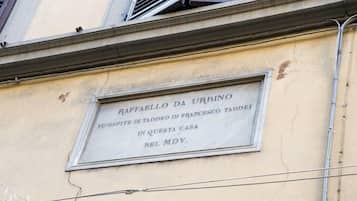 RAFFAELLO DA URBINO
FU OSPITE DI TADDEO DI FRANCESCO TADDEI
IN QUESTA CASA
NEL MDV.